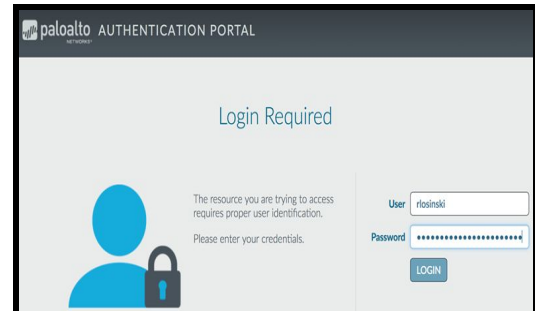 paloalto AUTHENTICATION PORTAL
NETWORKS
Login Required
The resource you are trying to access
requires proper user identification.
Please enter your credentials.
User rlosinski
Password
LOGIN